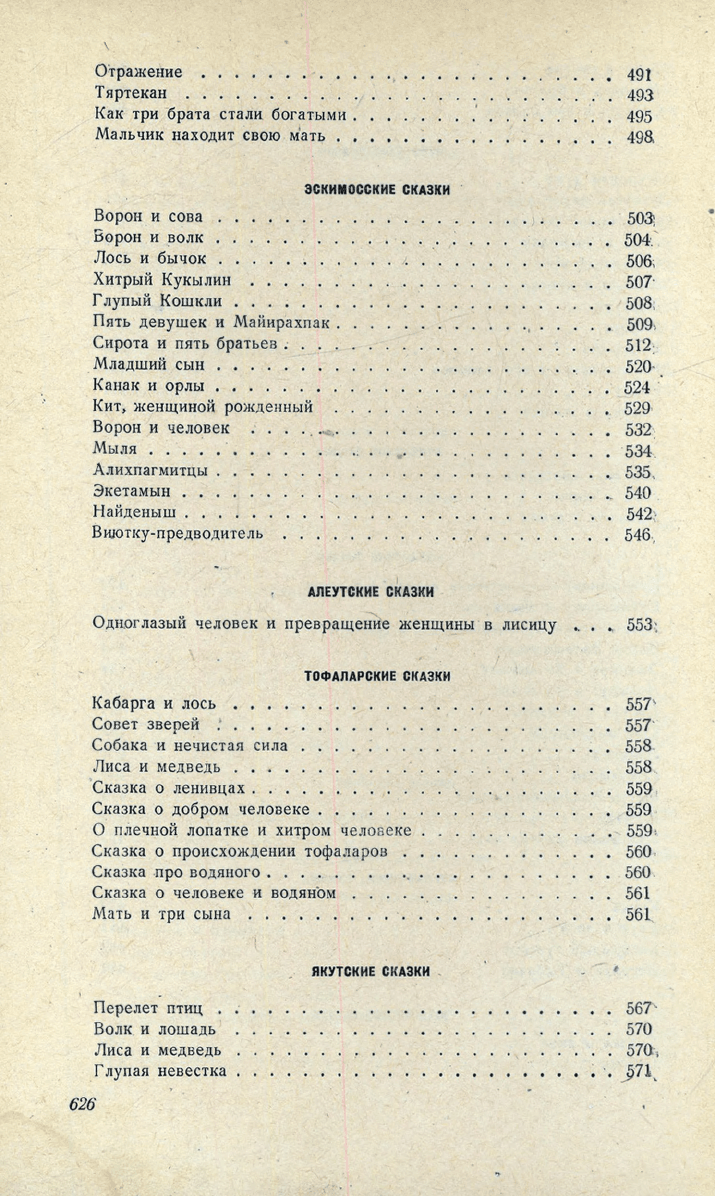 Отражение . . . . . . . . . . . . . . . . . . . . 491
Тяртекан . . . . . . . . . . . . . . . . . . . . . 493
Как три брата стали богатыми . . . . . . . . . . . . . 495
Мальчик находит свою мать . . . . . . . . . . . . . . 498
ЭСКИМОССКИЕ СКАЗКИ
Ворон и сова . . . . . . . . . . . . . . . . . . . . 503
Ворон и волк . . . . . . . . . . . . . . . . . . . . 504
Лось и бычок . . . . . . . . . . . . . . . . . . . . 506
Хитрый Кукылин . . . . . . . . . . . . . . . . . . 507
Глупый Кошкли . . . . . . . . . . . . . . . . . . . 508
Пять девушек и Майирахпак . . . . . . . . . . . . . . 509
Сирота и пять братьев . . . . . . . . . . . . . . . . . 512
Младший сын . . . . . . . . . . . . . . . . . . . . 520
Канак и орлы . . . . . . . . . . . . . . . . . . . . 524
Кит, женщиной рожденный . . . . . . . . . . . . . . 529
Ворон и человек . . . . . . . . . . . . . . . . . . 532
Мыля . . . . . . . . . . . . . . . . . . . . . . . 534
Алихпагмитцы . . . . . . . . . . . . . . . . . . . . 535
Экетамын . . . . . . . . . . . . . . . . . . . . . 540
Найденыш . . . . . . . . . . . . . . . . . . . . . 542
Виютку-предводитель . . . . . . . . . . . . . . . . 546
АЛЕУТСКИЕ СКАЗКИ
Одноглазый человек и превращение женщины в лисицу . . . 553
ТОФАЛАРСКИЕ СКАЗКИ
Кабарга и лось . . . . . . . . . . . . . . . . . . . 557
Совет зверей . . . . . . . . . . . . . . . . . . . . 557
Собака и нечистая сила . . . . . . . . . . . . . . . . 558
Лиса и медведь . . . . . . . . . . . . . . . . . . . 558
Сказка о ленивцах . . . . . . . . . . . . . . . . . . 559
Сказка о добром человеке . . . . . . . . . . . . . . . 559
О плечной лопатке и хитром человеке . . . . . . . . . . 559
Сказка о происхождении тофаларов . . . . . . . . . . . 560
Сказка про водяного . . . . . . . . . . . . . . . . . . 560
Сказка о человеке и водяном . . . . . . . . . . . . . 561
Мать и три сына . . . . . . . . . . . . . . . . . . 561
ЯКУТСКИЕ СКАЗКИ
Перелет птиц . . . . . . . . . . . . . . . . . . . . 567
Волк и лошадь . . . . . . . . . . . . . . . . . . . 570
Лиса и медведь . . . . . . . . . . . . . . . . . . . 570
Глупая невестка . . . . . . . . . . . . . . . . . . . 571
626